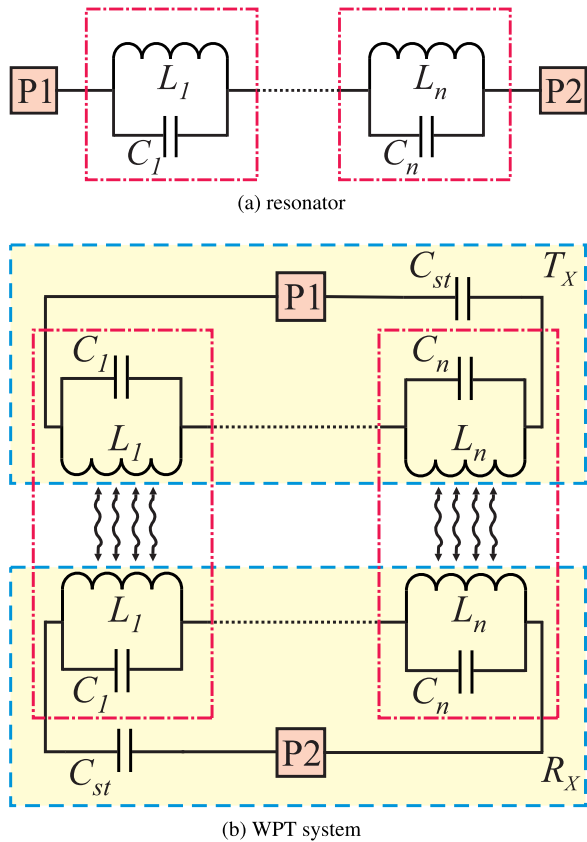 P1 L1 Ln P2
C1 Cn
(a) resonator
Cst TX
P1
C1 Cn
L1 Ln
L1 Ln
C1 Cn
Cst P2 RX
(b) WPT system